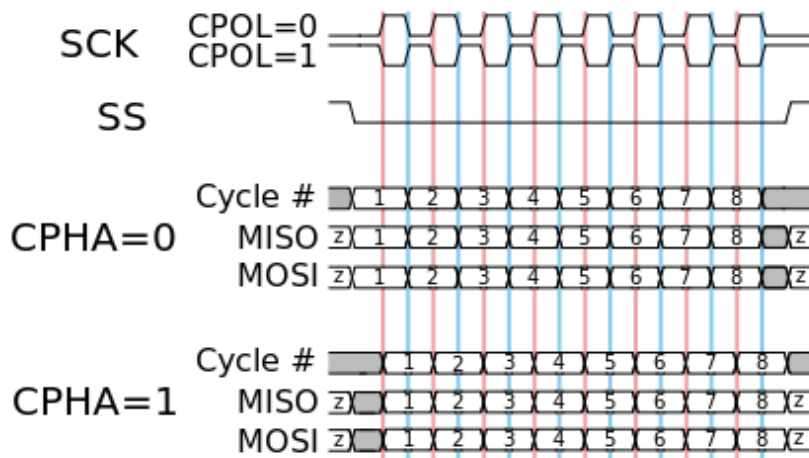 SCK CPOL=0
CPOL=1
SS
Cycle # 1 2 3 4 5 6 7 8
CPHA=0 MISO z 1 2 3 4 5 6 7 8 z
MOSI z 1 2 3 4 5 6 7 8 z
Cycle # 1 2 3 4 5 6 7 8
CPHA=1 MISO z 1 2 3 4 5 6 7 8 z
MOSI z 1 2 3 4 5 6 7 8 z